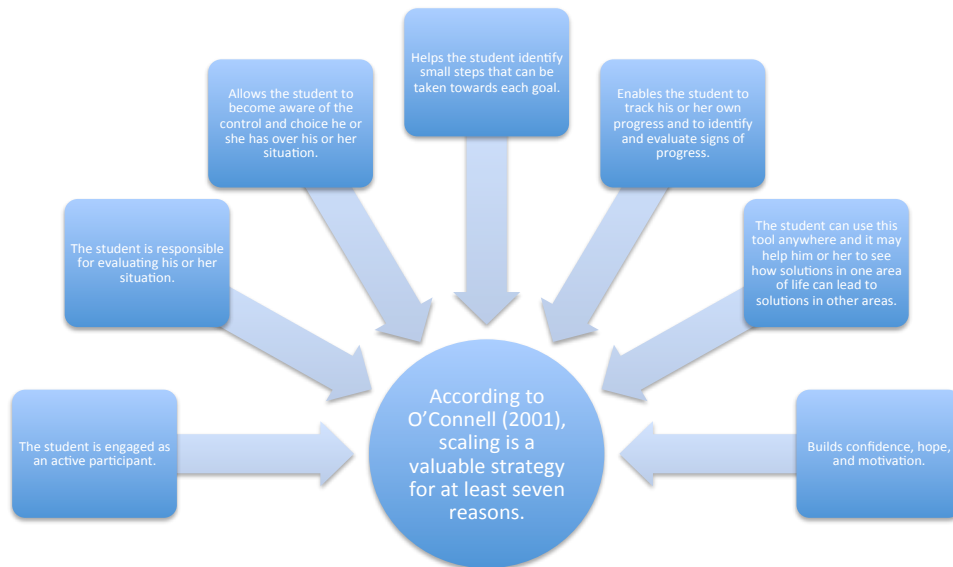 Helps the student identify
small steps that can be
taken towards each goal.
Allows the student to
become aware of the
control and choice he or
she has over his or her
situation.
Enables the student to
track his or her own
progress and to identify
and evaluate signs of
progress.
The student is responsible
for evaluating his or her
situation.
The student can use this
tool anywhere and it may
help him or her to see
how solutions in one area
of life can lead to
solutions in other areas.
The student is engaged as
an active participant.
According to
O’Connell (2001),
scaling is a
valuable strategy
for at least seven
reasons.
Builds confidence, hope,
and motivation.